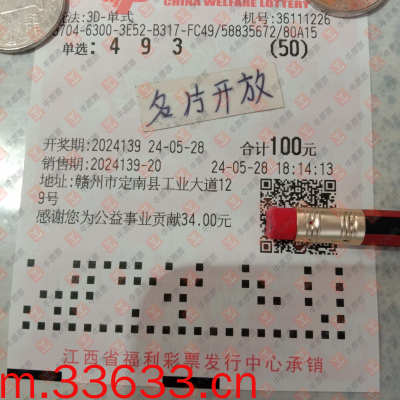 CHINA WELFARE LOTTERY
法:3D-单式 机号:36111226
3704-6300-3E52-B317-FC49/58835672/80A15
单选: 4 9 3 (50)
名片开放
开奖期:2024139 24-05-28 合计100元
销售期:2024139-20 24-05-28 18:14:13
地址:赣州市定南县工业大道12
9号
感谢您为公益事业贡献34.00元
江西省福利彩票发行中心承销
m.33633.cn